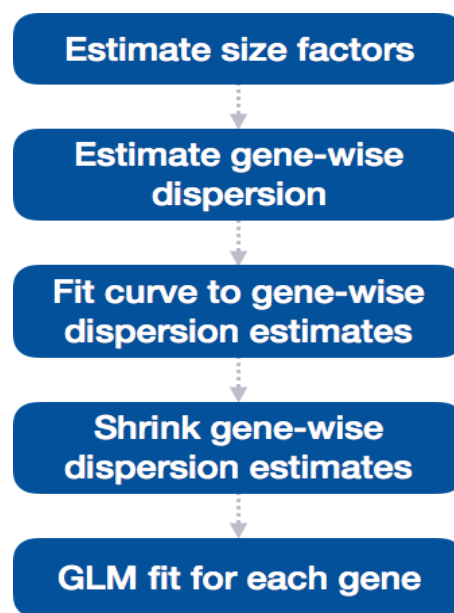 Estimate size factors
Estimate gene-wise
dispersion
Fit curve to gene-wise
dispersion estimates
Shrink gene-wise
dispersion estimates
GLM fit for each gene